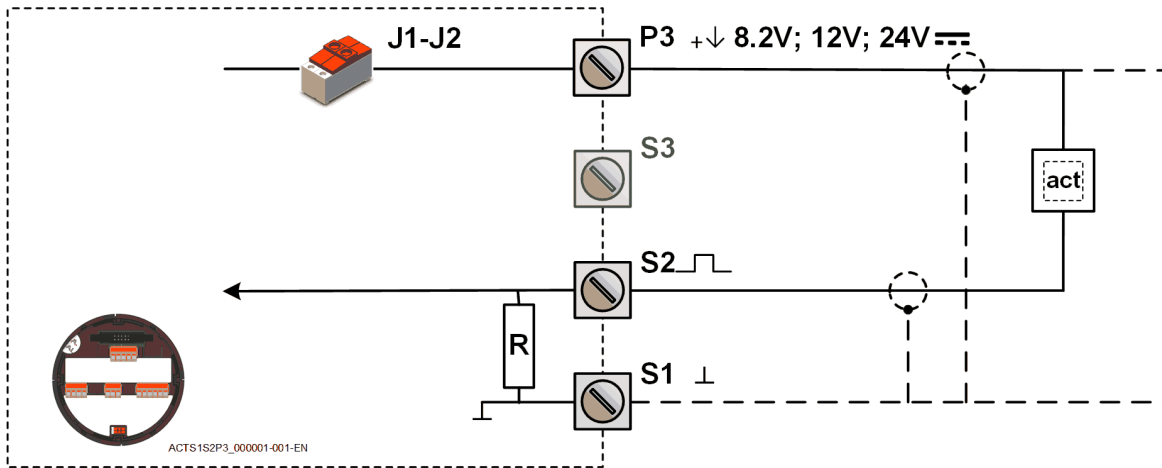 J1-J2
P3 +↓ 8.2V; 12V; 24V
S3
act
S2
R
S1
ACTS1S2P3_000001-001-EN